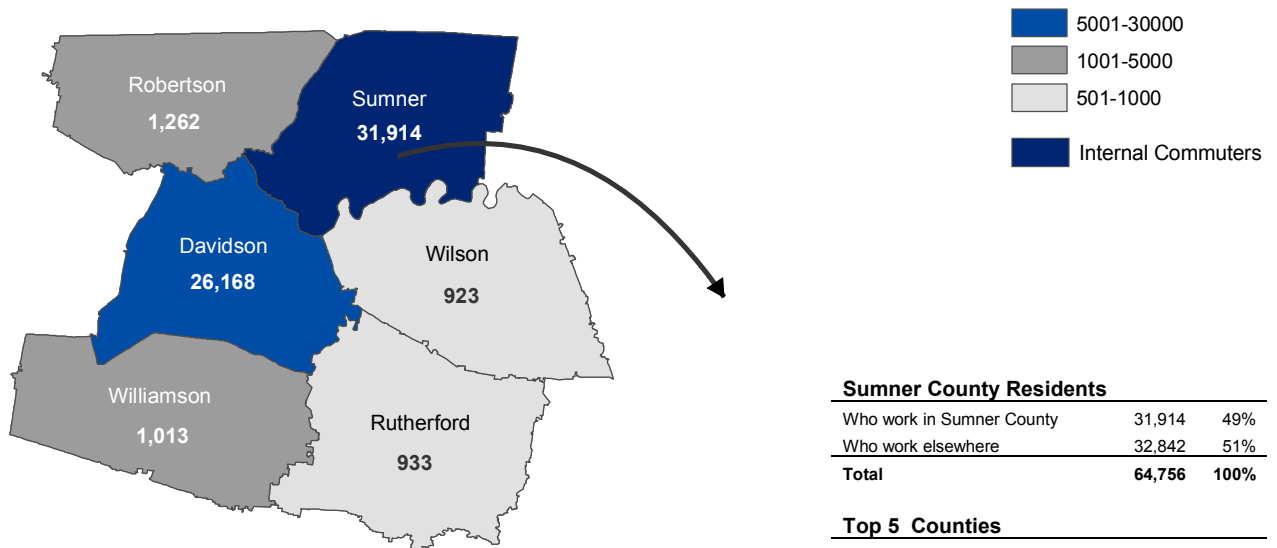 5001-30000
1001-5000
501-1000
Internal Commuters
Robertson
1,262
Sumner
31,914
Davidson
26,168
Wilson
923
Williamson
1,013
Rutherford
933
Sumner County Residents
Who work in Sumner County 31,914 49%
Who work elsewhere 32,842 51%
Total 64,756 100%
Top 5 Counties